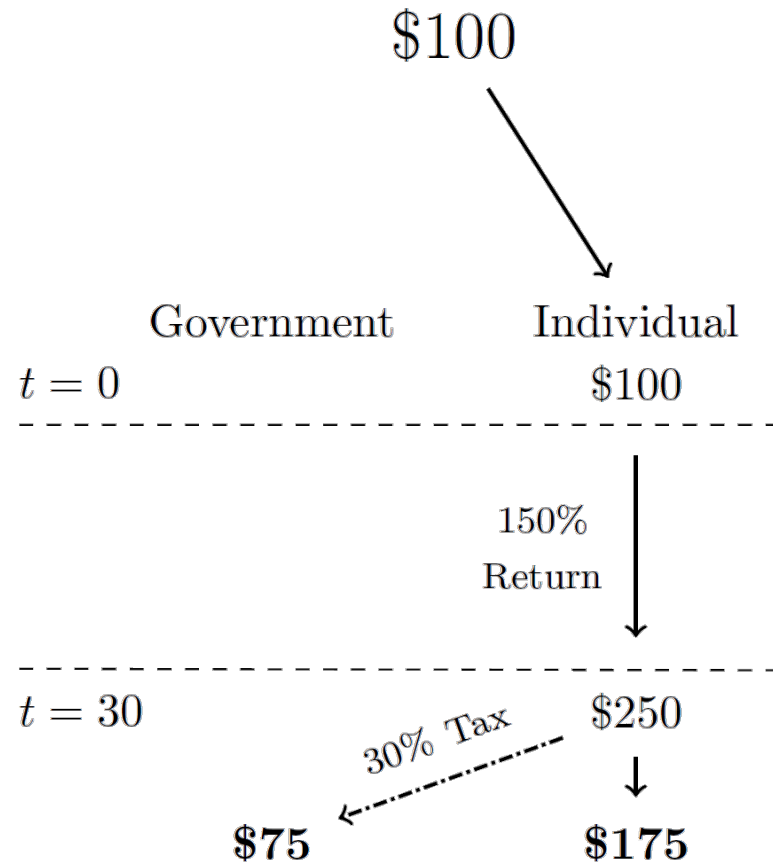 $100
Government Individual
t = 0 $100
150%
Return
t = 30 $250
30% Tax
$75 $175